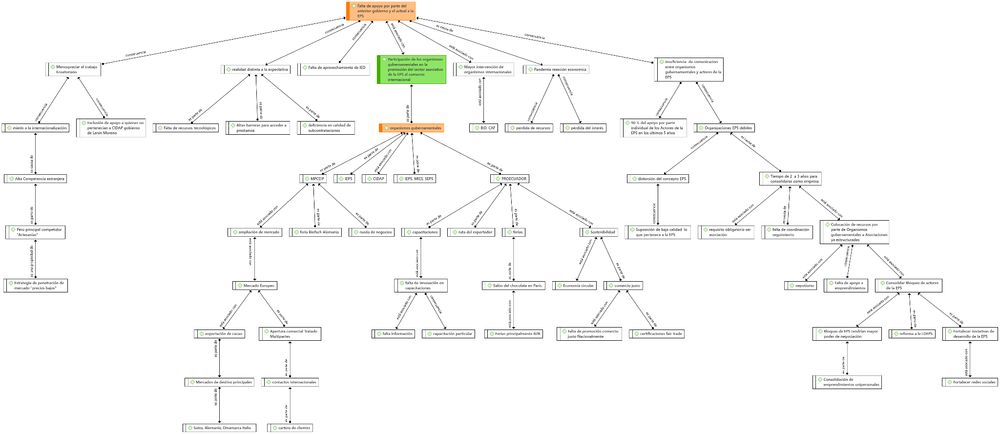 Falta de apoyo por parte del
anterior gobierno y el actual a la
EPS
consecuencia
consecuencia
consecuencia
está asociado con
está asociado con
es causa de
consecuencia
Menospreciar el trabajo
Ecuatoriano
realidad distinta a la expectativa
Falta de aprovechamiento de IED
Participación de los organismos
gubernamentales en la
promoción del sector asociativo
de la EPS al comercio
internacional
Mayor intervención de
organismos internacionales
Pandemia reseción economica
insuficiencia de comunicacion
entre organismos
gubernamentales y actores de la
EPS
consecuencia
consecuencia
es parte de
es parte de
es parte de
es parte de
está asociado con
consecuencia
consecuencia
consecuencia
consecuencia
miedo a la internacionalización
Exclusión de apoyo a quienes no
pertenecían a CIDAP gobierno
de Lenin Moreno
Falta de recursos tecnológicos
Altas barreras para acceder a
prestamos
deficiencia en calidad de
subcontrataciones
organismos gubernamentales
BID, CAF
perdida de recursos
pérdida del interés
90 % del apoyo por parte
individual de los Actores de la
EPS en los últimos 5 años
Organizaciones EPS débiles
es causa de
es parte de
es parte de
está asociado con
es parte de
es parte de
consecuencia
es causa de
Alta Competencia extranjera
MPCEIP
IEPS
CIDAP
IEPS, MIES, SEPS
PROECUADOR
distorsión del concepto EPS
Tiempo de 2 a 3 años para
consolidarse como empresa
es parte de
está asociado con
es parte de
es parte de
es parte de
es parte de
es parte de
está asociado con
consecuencia
está asociado con
es causa de
está asociado con
Perú principal competidor
"Artesanías"
ampliación de mercado
feria Biofach Alemania
rueda de negocios
capacitaciones
ruta del exportador
ferias
Sostenibilidad
Suposición de baja calidad lo
que pertenece a la EPS
requisito obligatorio ser
asociación
falta de coordinación
seguimiento
Colocación de recursos por
parte de Organismos
gubernamentales a Asociaciones
ya estructuradas
es una propiedad de
está asociado con
está asociado con
es parte de
está asociado con
es parte de
está asociado con
consecuencia
está asociado con
Estrategia de penetración de
mercado "precios bajos"
Mercado Europeo
falta de innovación en
capacitaciones
Salón del chocolate en París.
Economía circular
comercio justo
nepotismo
Falta de apoyo a
emprendimientos
Consolidar Bloques de actores
de la EPS
está asociado con
es parte de
está asociado con
consecuencia
está asociado con
está asociado con
es parte de
está asociado con
es parte de
es parte de
exportación de cacao
Apertura comercial Tratado
Multipartes
falta información
capacitación particular
Ferias principalmente B2B
Falta de promoción comercio
justo Nacionalmente
certificaciones fair trade
Bloques de EPS tendrían mayor
poder de negociación
reforma a la LOEPS
Fortalecer iniciativas de
desarrollo de la EPS
es parte de
es parte de
es parte de
está asociado con
Mercados de destino principales
contactos internacionales
Consolidación de
emprendimientos unipersonales
Fortalecer redes sociales
es parte de
es parte de
Suiza, Alemania, Dinamarca Italia
cartera de clientes